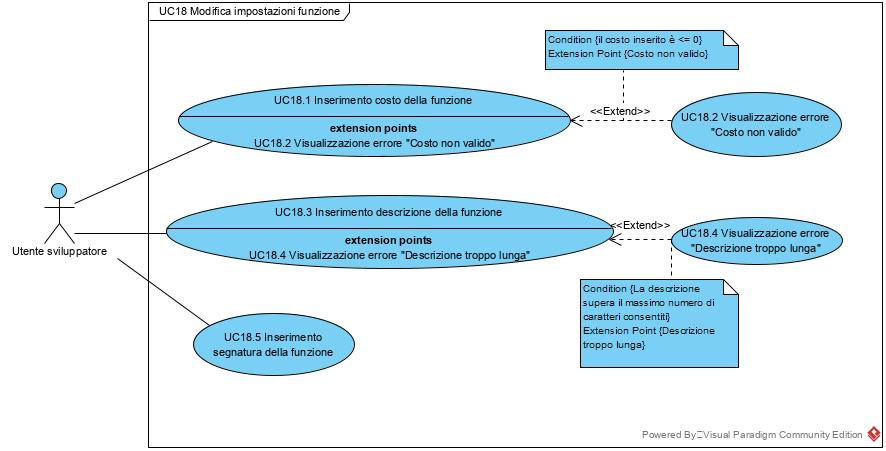 UC18 Modifica impostazioni funzione
Condition {il costo inserito è <= 0}
Extension Point {Costo non valido}
UC18.1 Inserimento costo della funzione
extension points
UC18.2 Visualizzazione errore "Costo non valido"
<<Extend>>
UC18.2 Visualizzazione errore
"Costo non valido"
Utente sviluppatore
UC18.3 Inserimento descrizione della funzione
extension points
UC18.4 Visualizzazione errore "Descrizione troppo lunga"
<<Extend>>
UC18.4 Visualizzazione errore
"Descrizione troppo lunga"
Condition {La descrizione
supera il massimo numero di
caratteri consentiti}
Extension Point {Descrizione
troppo lunga}
UC18.5 Inserimento
segnatura della funzione
Powered By Visual Paradigm Community Edition